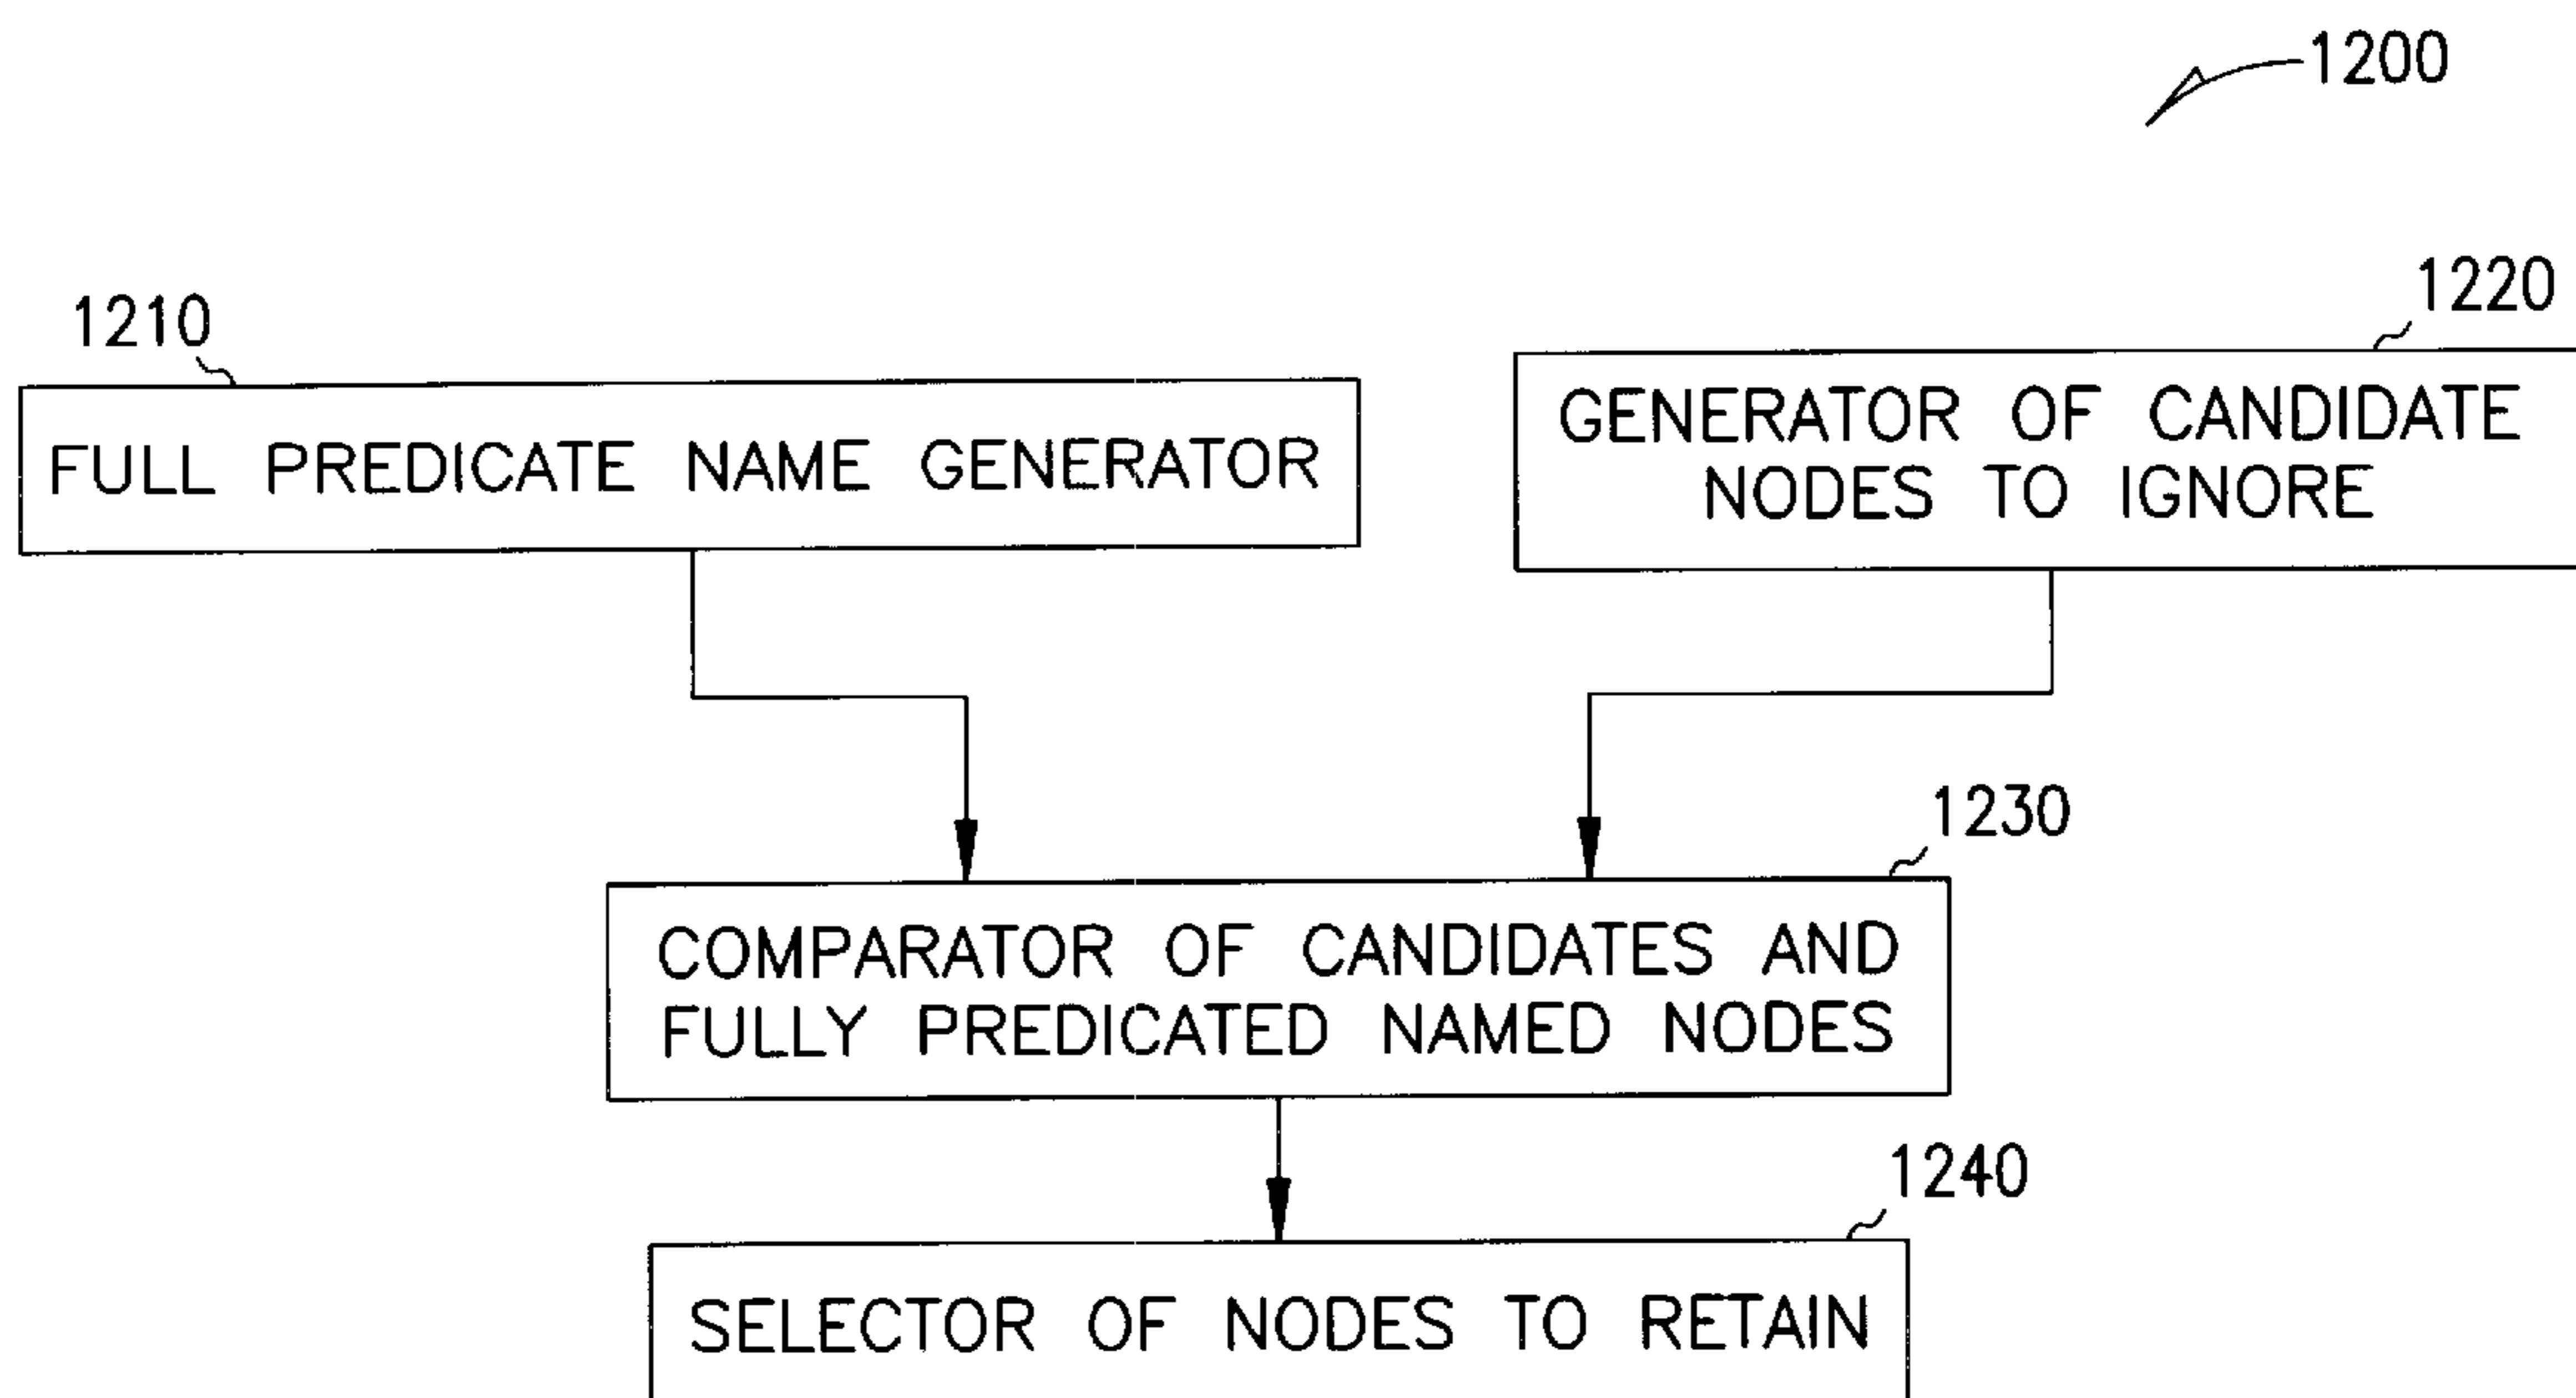 1200
1210
1220
FULL PREDICATE NAME GENERATOR
GENERATOR OF CANDIDATE
NODES TO IGNORE
1230
COMPARATOR OF CANDIDATES AND
FULLY PREDICATED NAMED NODES
1240
SELECTOR OF NODES TO RETAIN